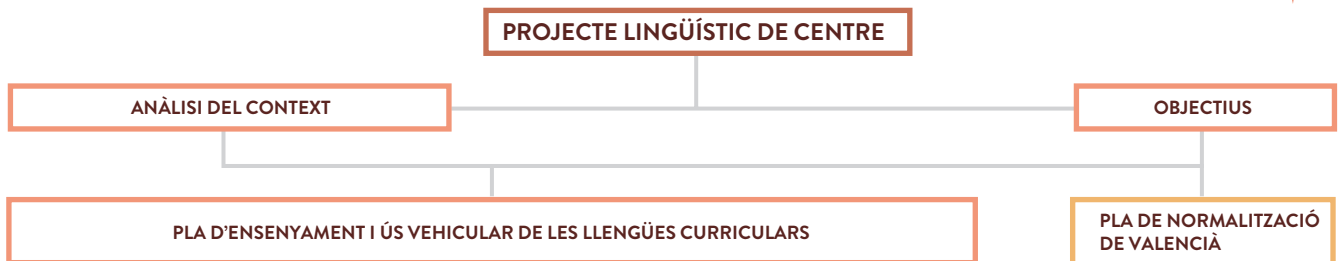 PROJECTE LINGÜÍSTIC DE CENTRE
ANÀLISI DEL CONTEXT
OBJECTIUS
PLA D'ENSENYAMENT I ÚS VEHICULAR DE LES LLENGÜES CURRICULARS
PLA DE NORMALITZACIÓ
DE VALENCIÀ